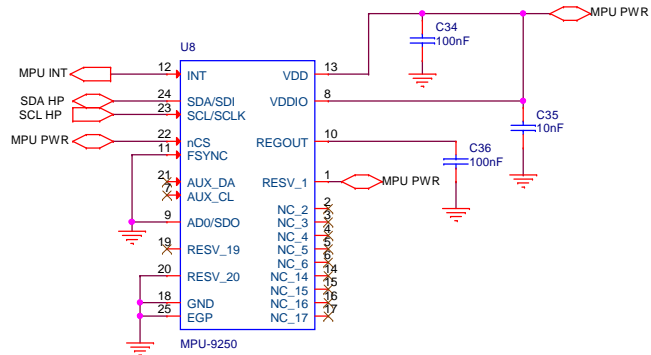 MPU PWR
C34
100nF
U8
MPU INT
12
INT
VDD
13
SDA HP
24
SDA/SDI
VDDIO
8
SCL HP
23
SCL/SCLK
C35
10nF
MPU PWR
22
nCS
REGOUT
10
11
FSYNC
C36
100nF
21
AUX_DA
RESV_1
1
MPU PWR
7
AUX_CL
NC_2
2
9
AD0/SDO
NC_3
3
NC_4
4
19
RESV_19
NC_5
5
NC_6
6
20
RESV_20
NC_14
14
NC_15
15
18
GND
NC_16
16
25
EGP
NC_17
17
MPU-9250